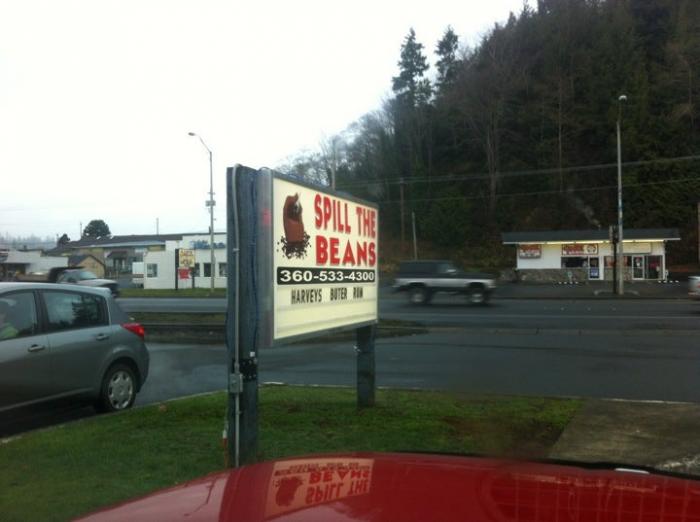 SPILL THE
BEANS
360-533-4300
HARVEYS BUTER RUM